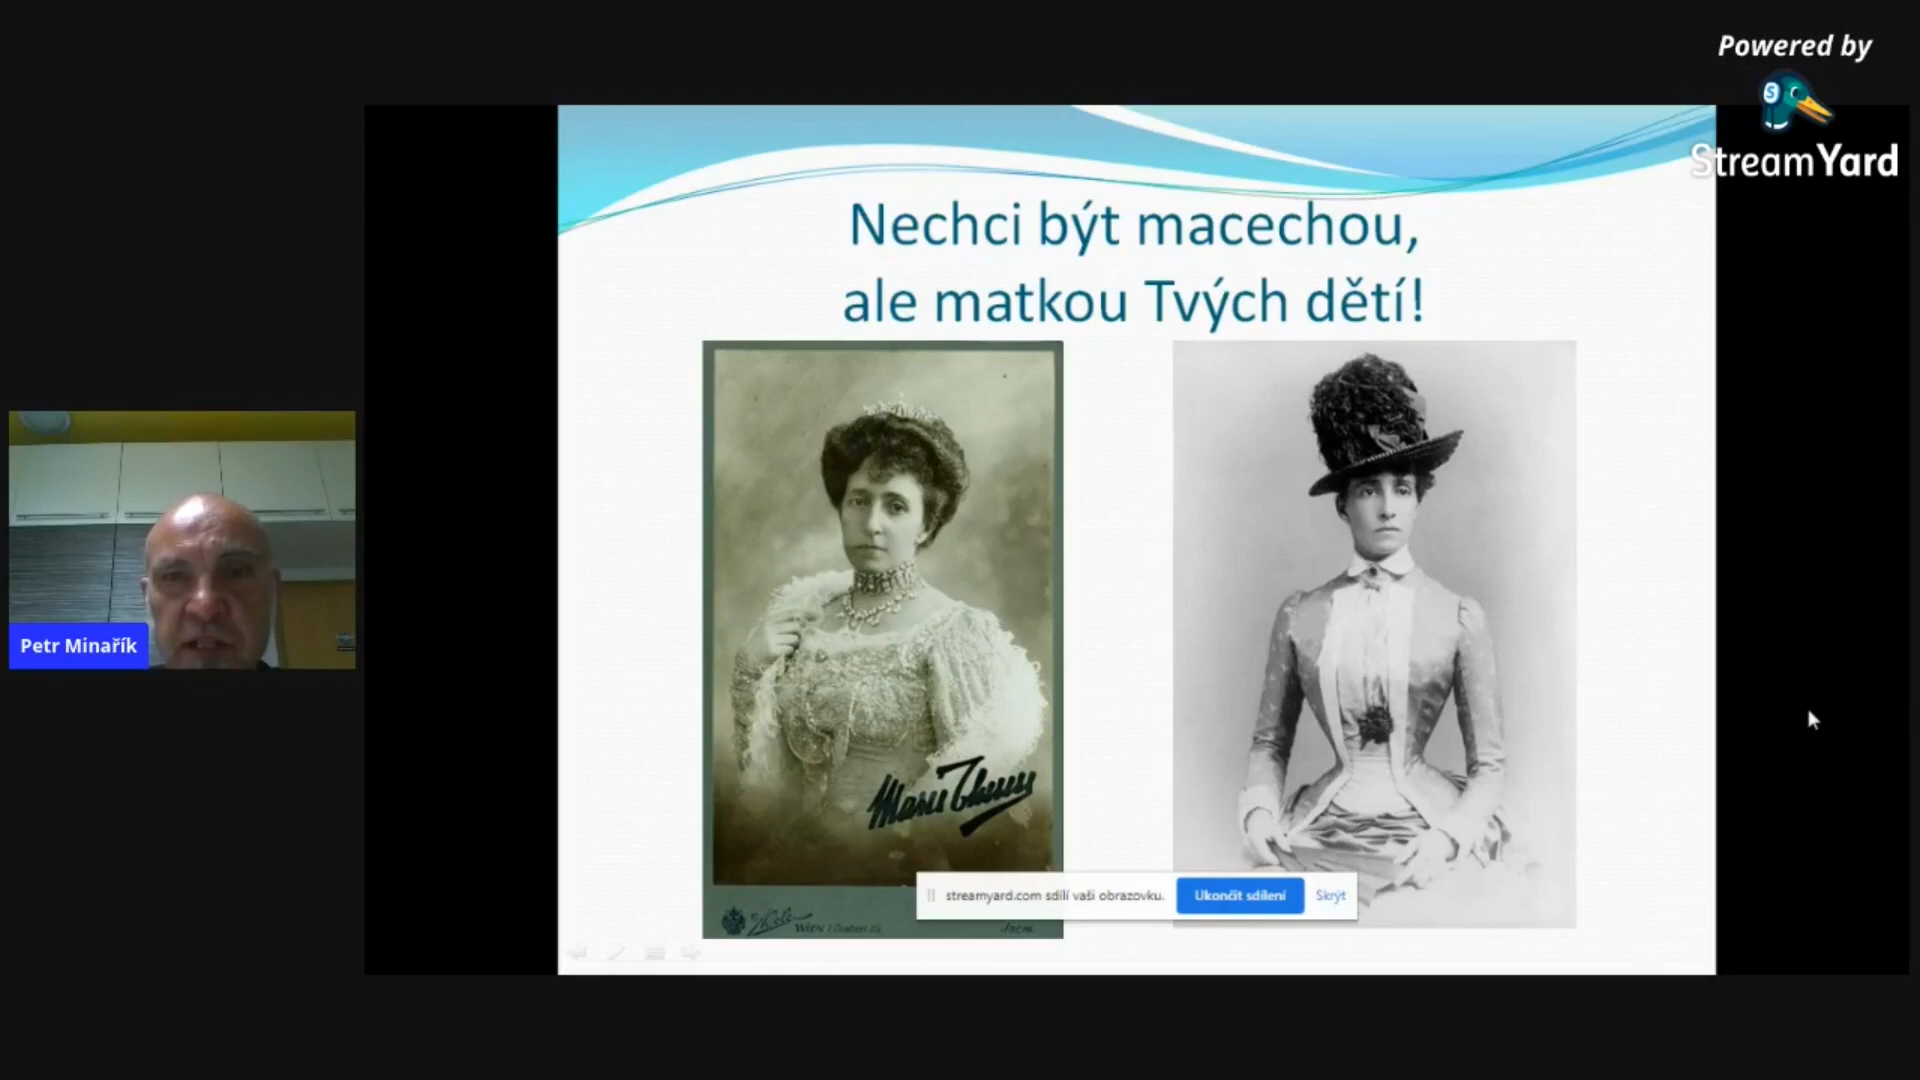 Powered by
StreamYard
Nechci být macechou,
ale matkou Tvých dětí!
Petr Minařík
streamyard.com sdílí vaši obrazovku.
Ukončit sdílení
Skrýt
WIEN